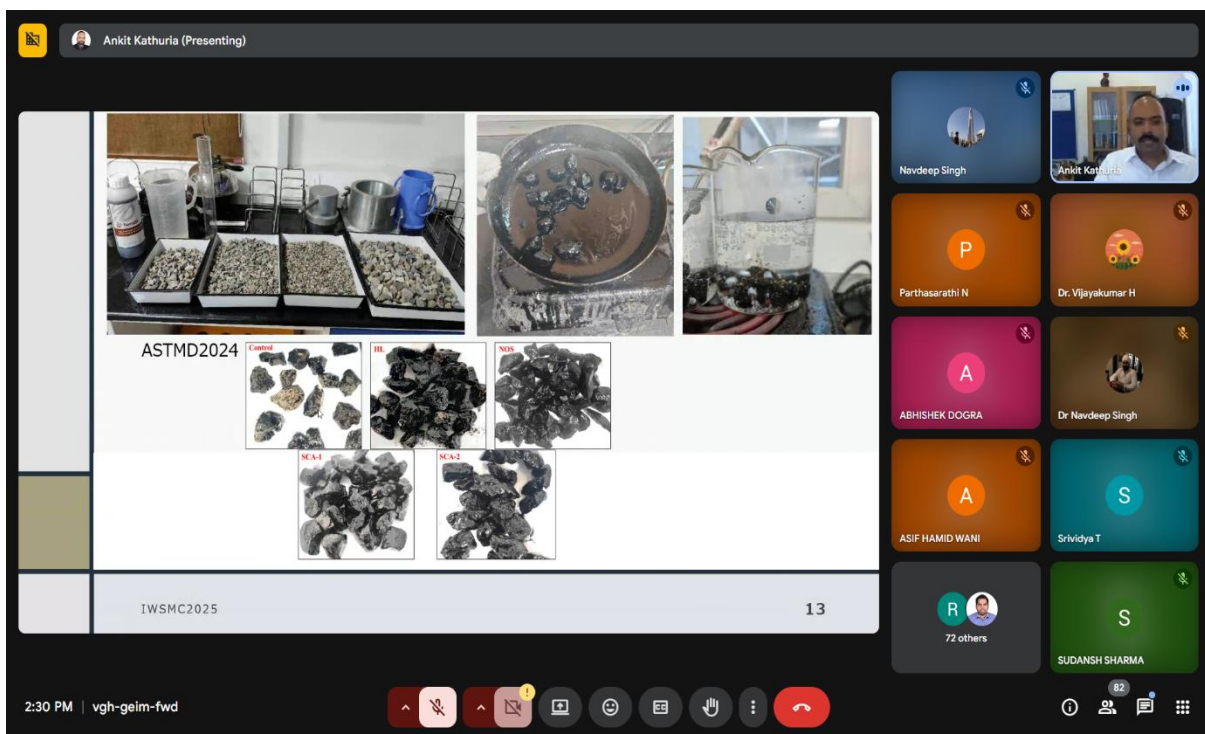 Ankit Kathuria (Presenting)
ASTMD2024
Control
HL
NOS
SCA-1
SCA-2
BOROSIL
IWSMC2025
13
Navdeep Singh
Ankit Kathuria
P
Parthasarathi N
Dr. Vijayakumar H
A
ABHISHEK DOGRA
Dr Navdeep Singh
A
ASIF HAMID WANI
S
Srividya T
R
72 others
S
SUDANSH SHARMA
2:30 PM | vgh-geim-fwd
CC
82